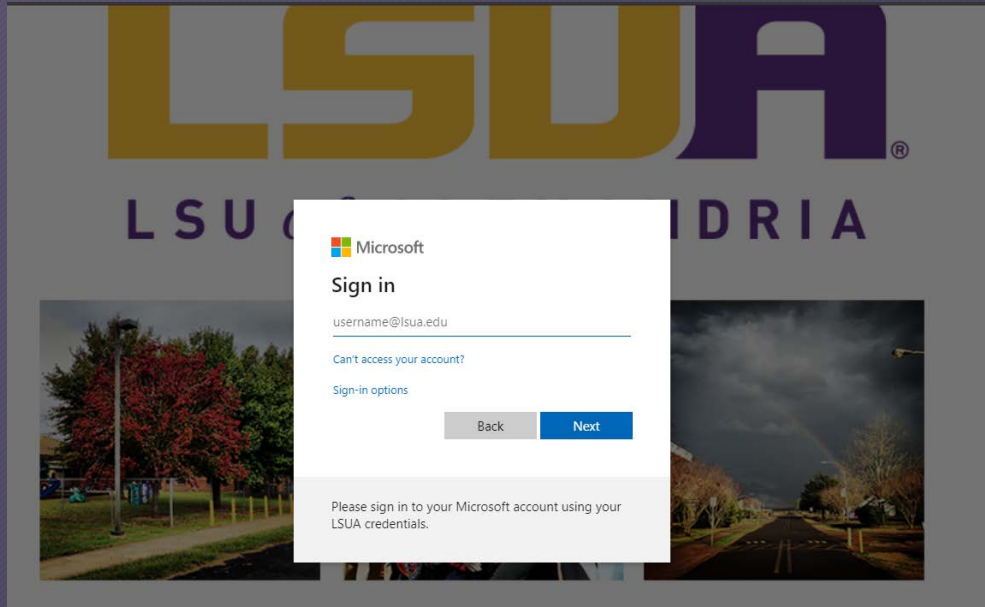 LSUA®
LSU
NDRIA
Microsoft
Sign in
username@lsua.edu
Can't access your account?
Sign-in options
Back Next
Please sign in to your Microsoft account using your
LSUA credentials.